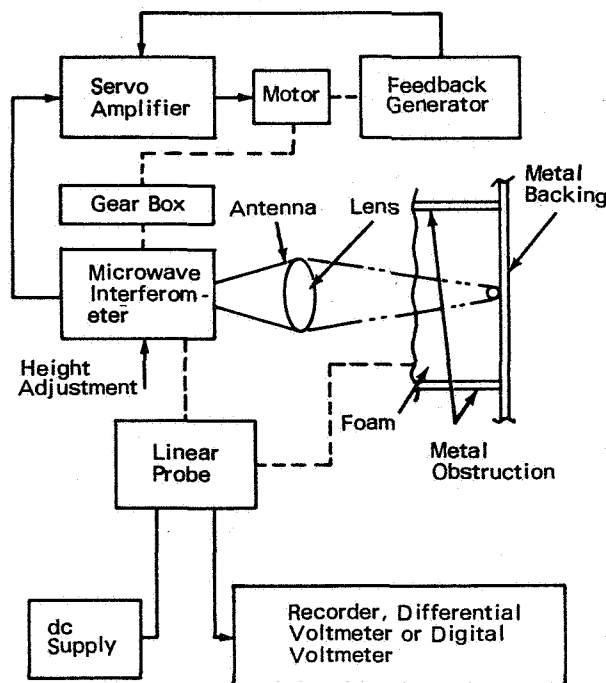 Servo
Amplifier
Motor
Feedback
Generator
Gear Box
Antenna
Lens
Metal
Backing
Microwave
Interferom-
eter
Height
Adjustment
Foam
Metal
Obstruction
Linear
Probe
dc
Supply
Recorder, Differential
Voltmeter or Digital
Voltmeter